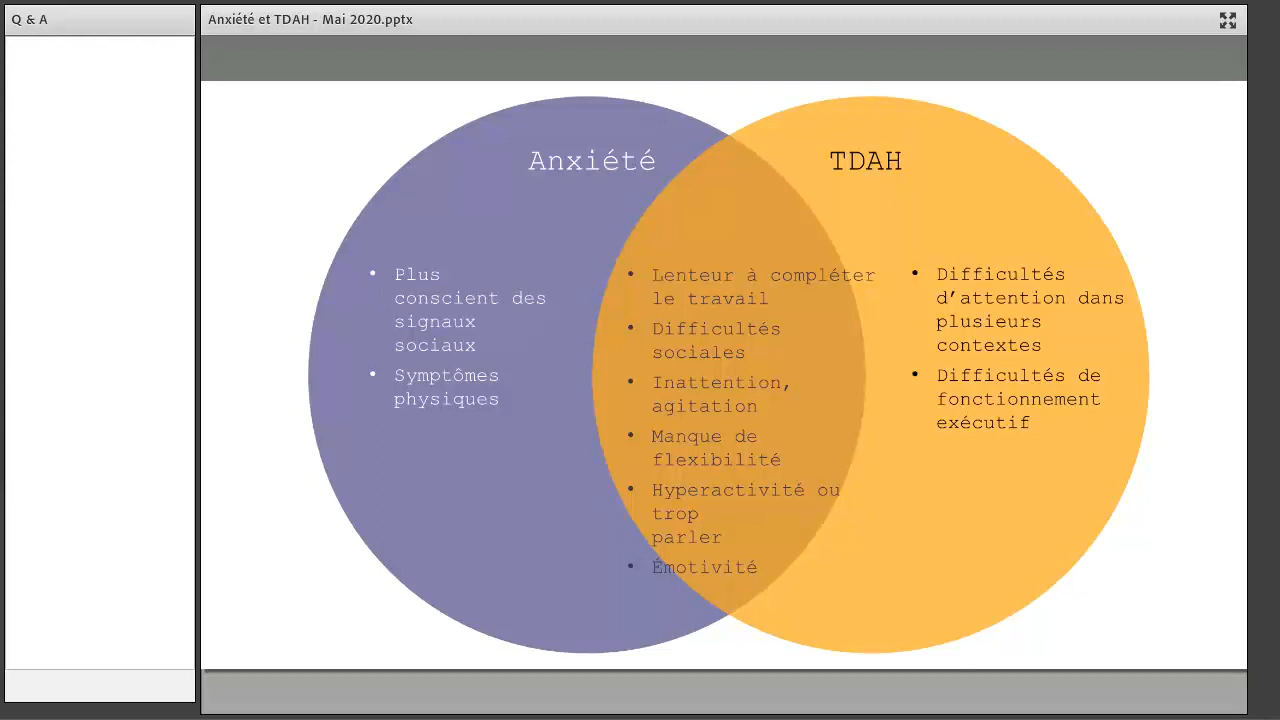 Q & A
Anxiété et TDAH - Mai 2020.pptx
Anxiété
• Plus
conscient des
signaux
sociaux
• Symptômes
physiques
• Lenteur à compléter
le travail
• Difficultés
sociales
• Inattention,
agitation
• Manque de
flexibilité
• Hyperactivité ou
trop
parler
• Émotivité
TDAH
• Difficultés
d’attention dans
plusieurs
contextes
• Difficultés de
fonctionnement
exécutif